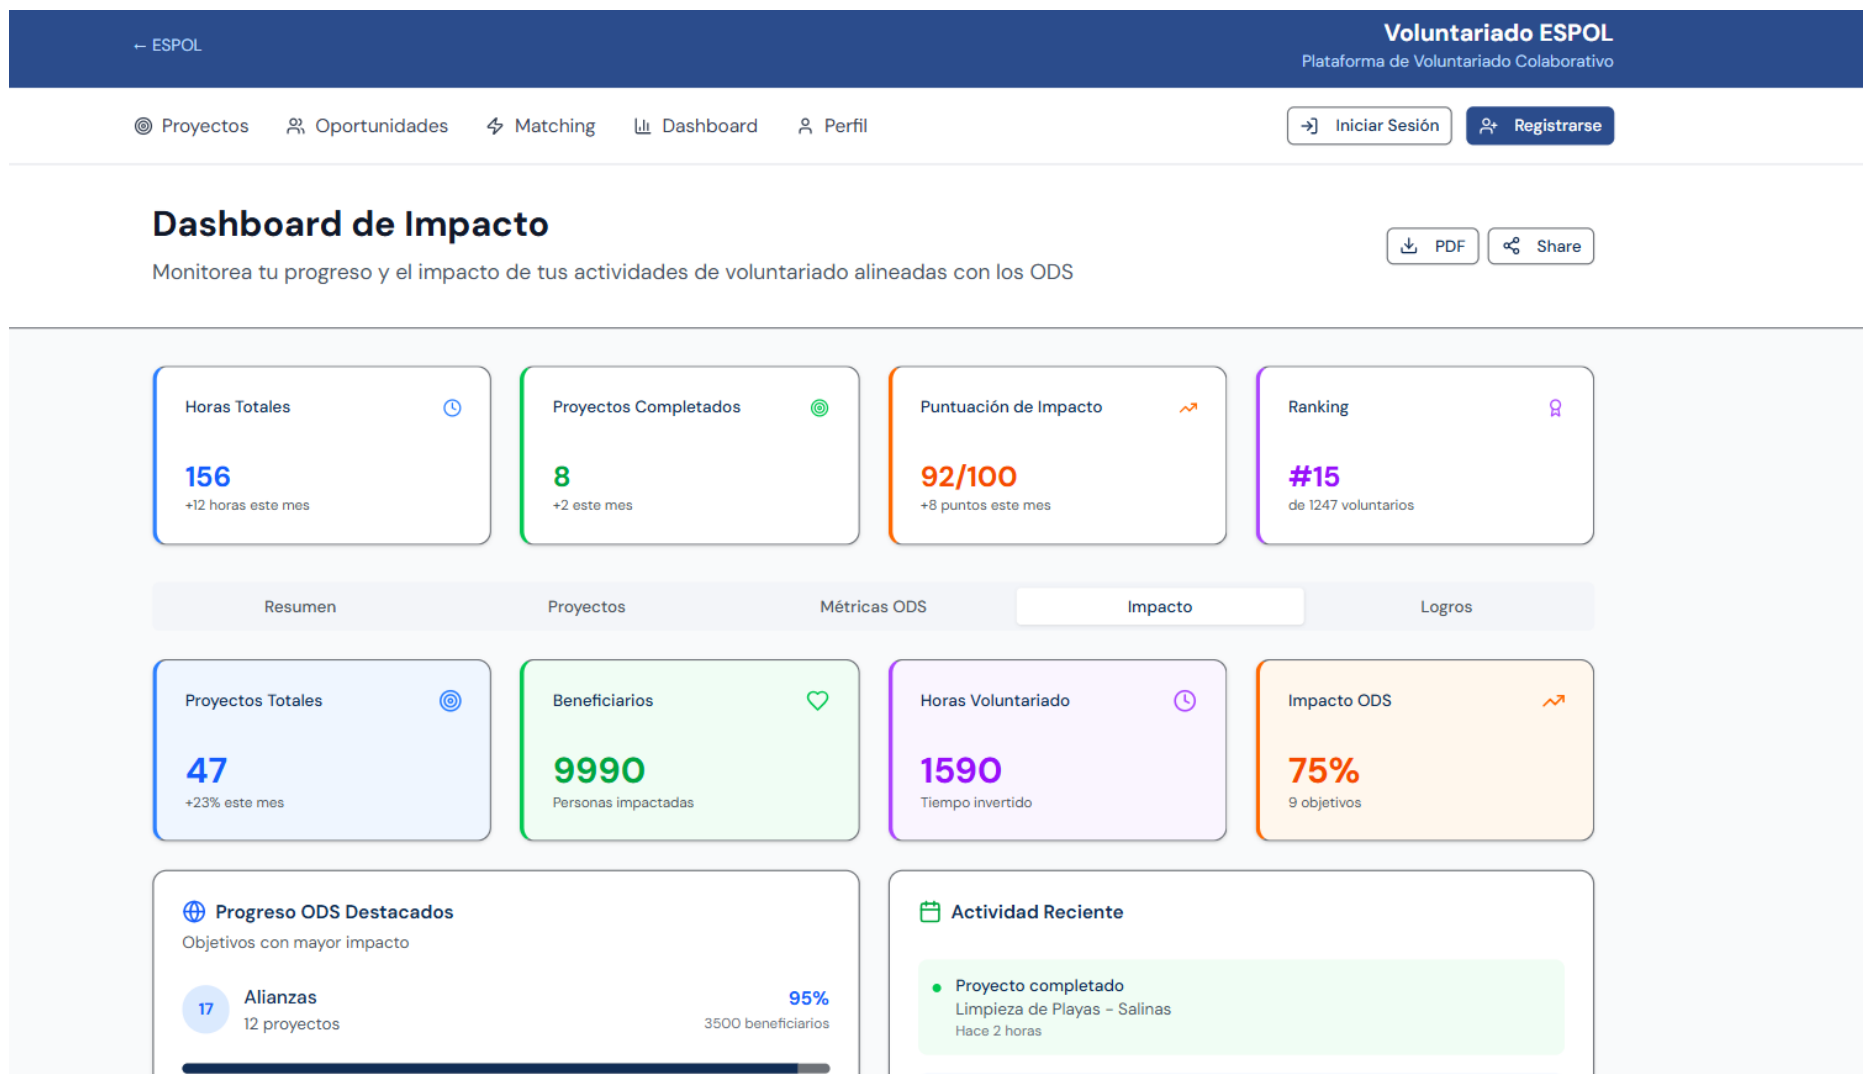 ← ESPOL
Voluntariado ESPOL
Plataforma de Voluntariado Colaborativo
Proyectos
Oportunidades
Matching
Dashboard
Perfil
Iniciar Sesión
Registrarse
Dashboard de Impacto
Monitorea tu progreso y el impacto de tus actividades de voluntariado alineadas con los ODS
PDF
Share
Horas Totales
156
+12 horas este mes
Proyectos Completados
8
+2 este mes
Puntuación de Impacto
92/100
+8 puntos este mes
Ranking
#15
de 1247 voluntarios
Resumen
Proyectos
Métricas ODS
Impacto
Logros
Proyectos Totales
47
+23% este mes
Beneficiarios
9990
Personas impactadas
Horas Voluntariado
1590
Tiempo invertido
Impacto ODS
75%
9 objetivos
Progreso ODS Destacados
Objetivos con mayor impacto
17
Alianzas
12 proyectos
95%
3500 beneficiarios
Actividad Reciente
Proyecto completado
Limpieza de Playas - Salinas
Hace 2 horas